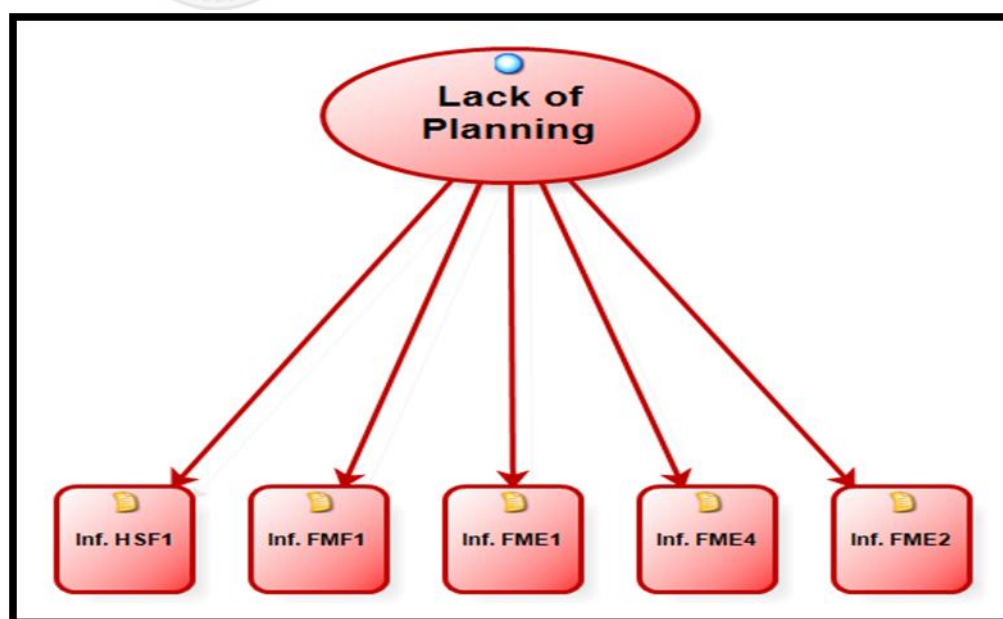 Lack of
Planning
Inf. HSF1
Inf. FMF1
Inf. FME1
Inf. FME4
Inf. FME2